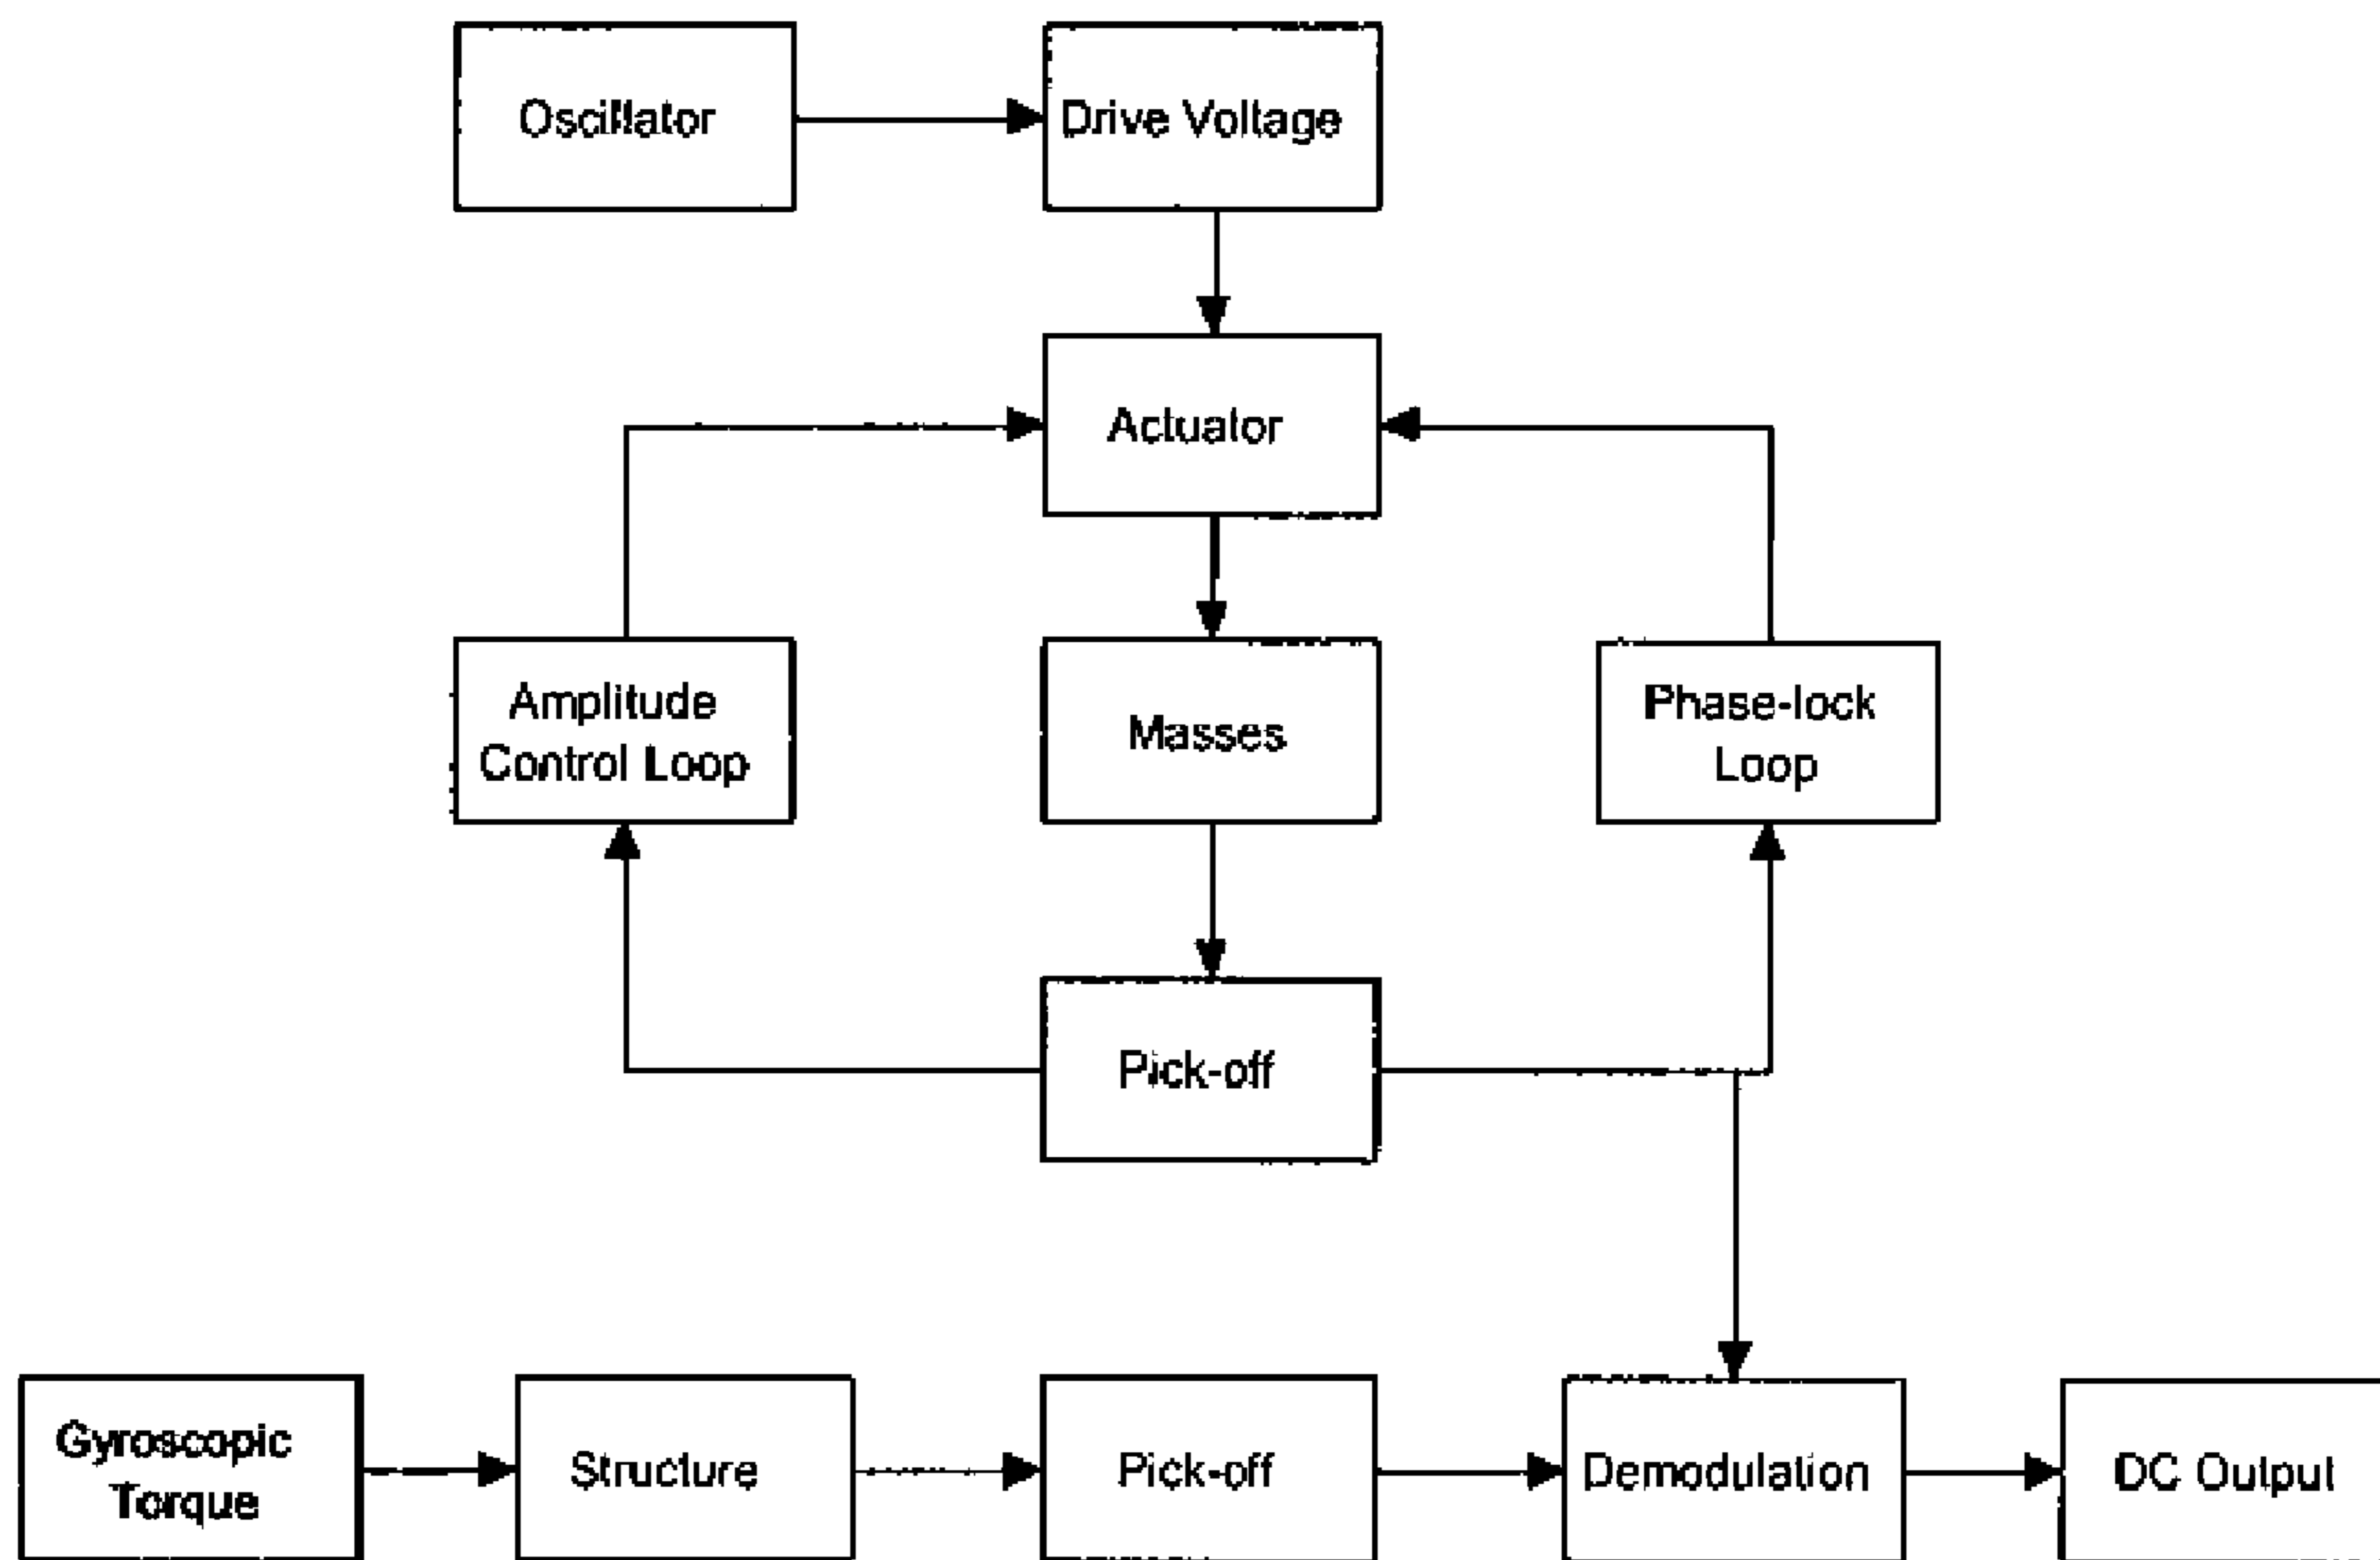 Oscillator
Drive Voltage
Actuator
Amplitude
Control Loop
Masses
Phase-lock
Loop
Pick-off
Gyroscopic
Torque
Structure
Pick-off
Demodulation
DC Output